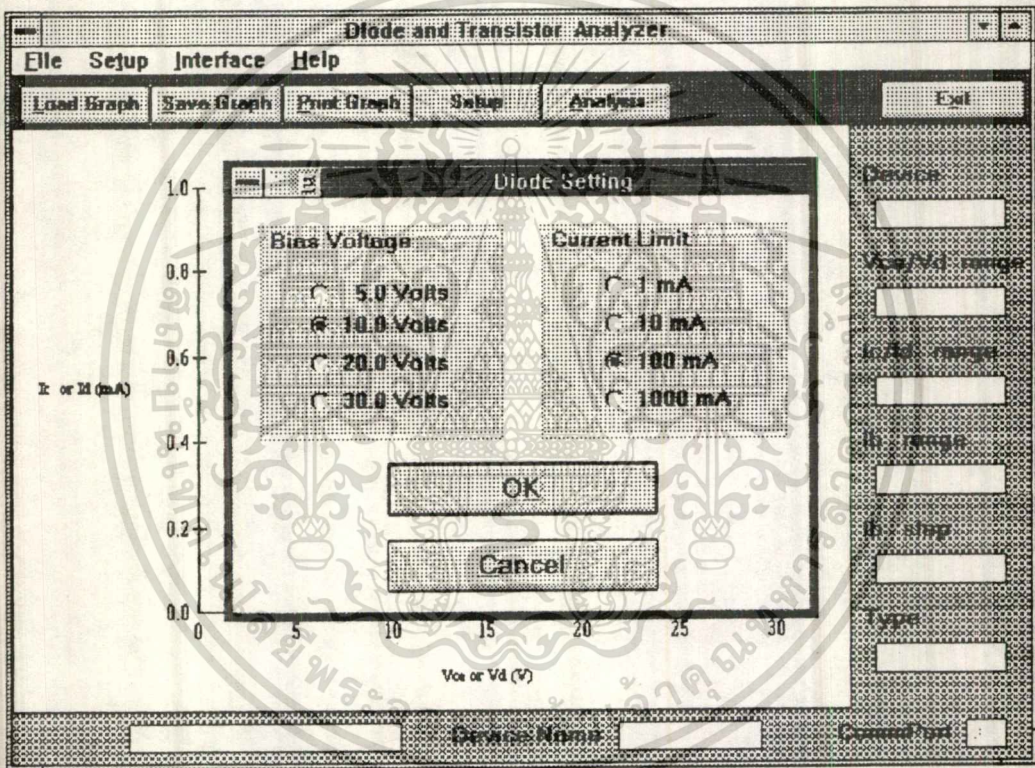 Diode and Transistor Analyzer
File Setup Interface Help
Load Graph Save Graph Print Graph Setup Analysis Exit
Diode Setting
Bias Voltage
5.0 Volts
10.0 Volts
20.0 Volts
30.0 Volts
Current Limit
1 mA
10 mA
100 mA
1000 mA
OK
Cancel
Ic or Id (mA)
1.0
0.8
0.6
0.4
0.2
0.0
0 5 10 15 20 25 30
Vce or Vd (V)
Device
Vce/Vd range
Ic/Id range
Ib range
Ib step
Type
Device Name
CommPort